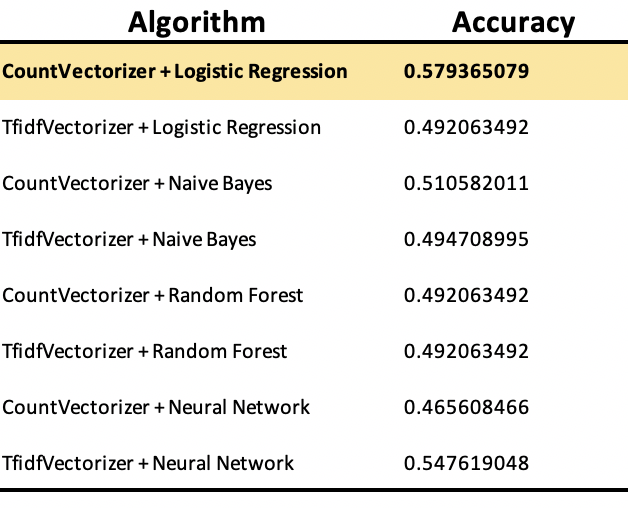 Algorithm Accuracy
CountVectorizer + Logistic Regression 0.579365079
TfidfVectorizer + Logistic Regression 0.492063492
CountVectorizer + Naive Bayes 0.510582011
TfidfVectorizer + Naive Bayes 0.494708995
CountVectorizer + Random Forest 0.492063492
TfidfVectorizer + Random Forest 0.492063492
CountVectorizer + Neural Network 0.465608466
TfidfVectorizer + Neural Network 0.547619048